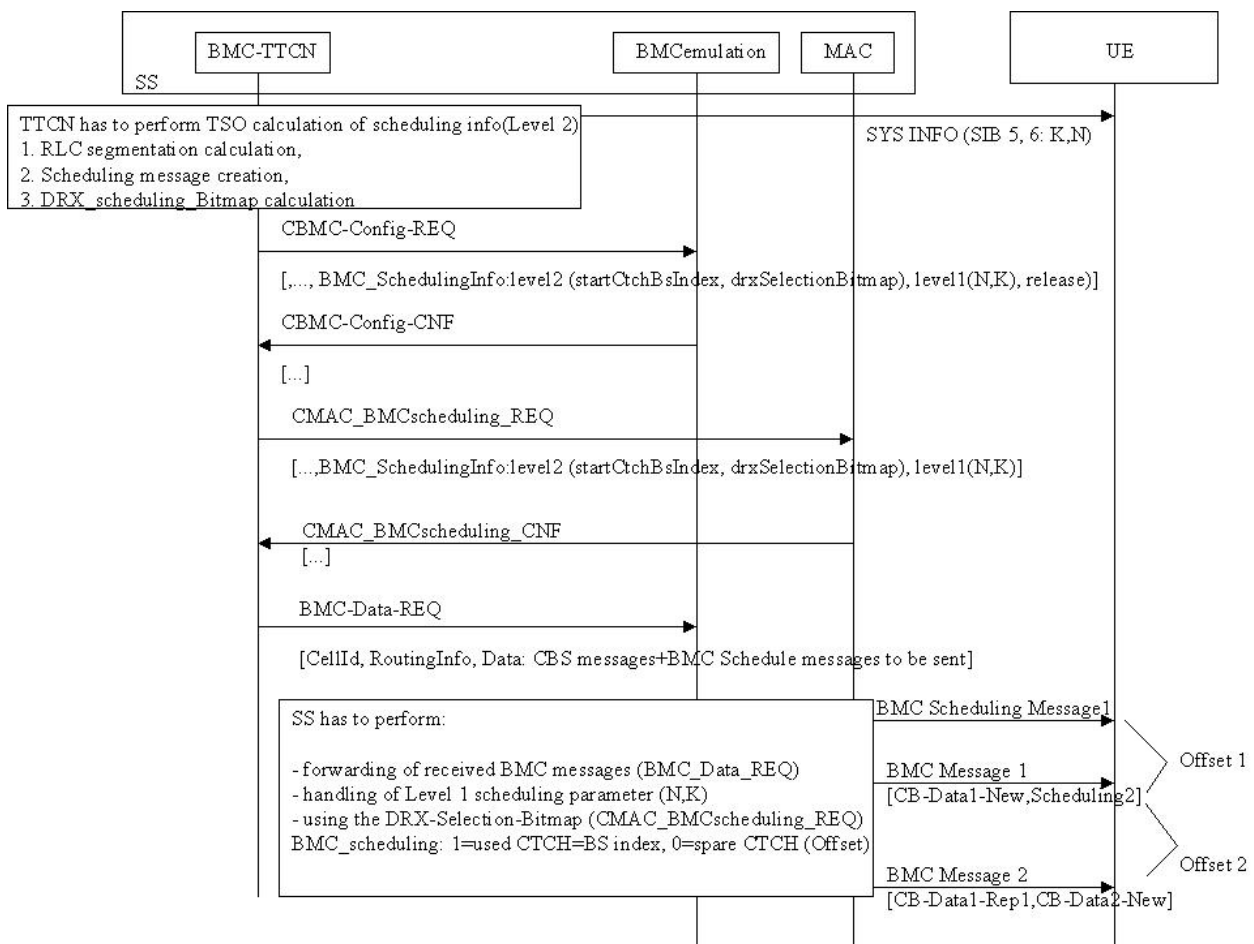 BMC-TTCN
BMCemulation
MAC
UE
SS
TTCN has to perform TSO calculation of scheduling info(Level 2)
1. RLC segmentation calculation,
2. Scheduling message creation,
3. DRX_scheduling_Bitmap calculation
SYS INFO (SIB 5, 6: K,N)
CBMC-Config-REQ
[,..., BMC_SchedulingInfo:level2 (startCtchBsIndex, drxSelectionBitmap), level1(N,K), release)]
CBMC-Config-CNF
[...]
CMAC_BMCscheduling_REQ
[...,BMC_SchedulingInfo:level2 (startCtchBsIndex, drxSelectionBitmap), level1(N,K)]
CMAC_BMCscheduling_CNF
[...]
BMC-Data-REQ
[CellId, RoutingInfo, Data: CBS messages+BMC Schedule messages to be sent]
SS has to perform:
- forwarding of received BMC messages (BMC_Data_REQ)
- handling of Level 1 scheduling parameter (N,K)
- using the DRX-Selection-Bitmap (CMAC_BMCscheduling_REQ)
BMC_scheduling: 1=used CTCH=BS index, 0=spare CTCH (Offset)
BMC Scheduling Message1
Offset 1
BMC Message 1
[CB-Data1-New,Scheduling2]
Offset 2
BMC Message 2
[CB-Data1-Rep1,CB-Data2-New]